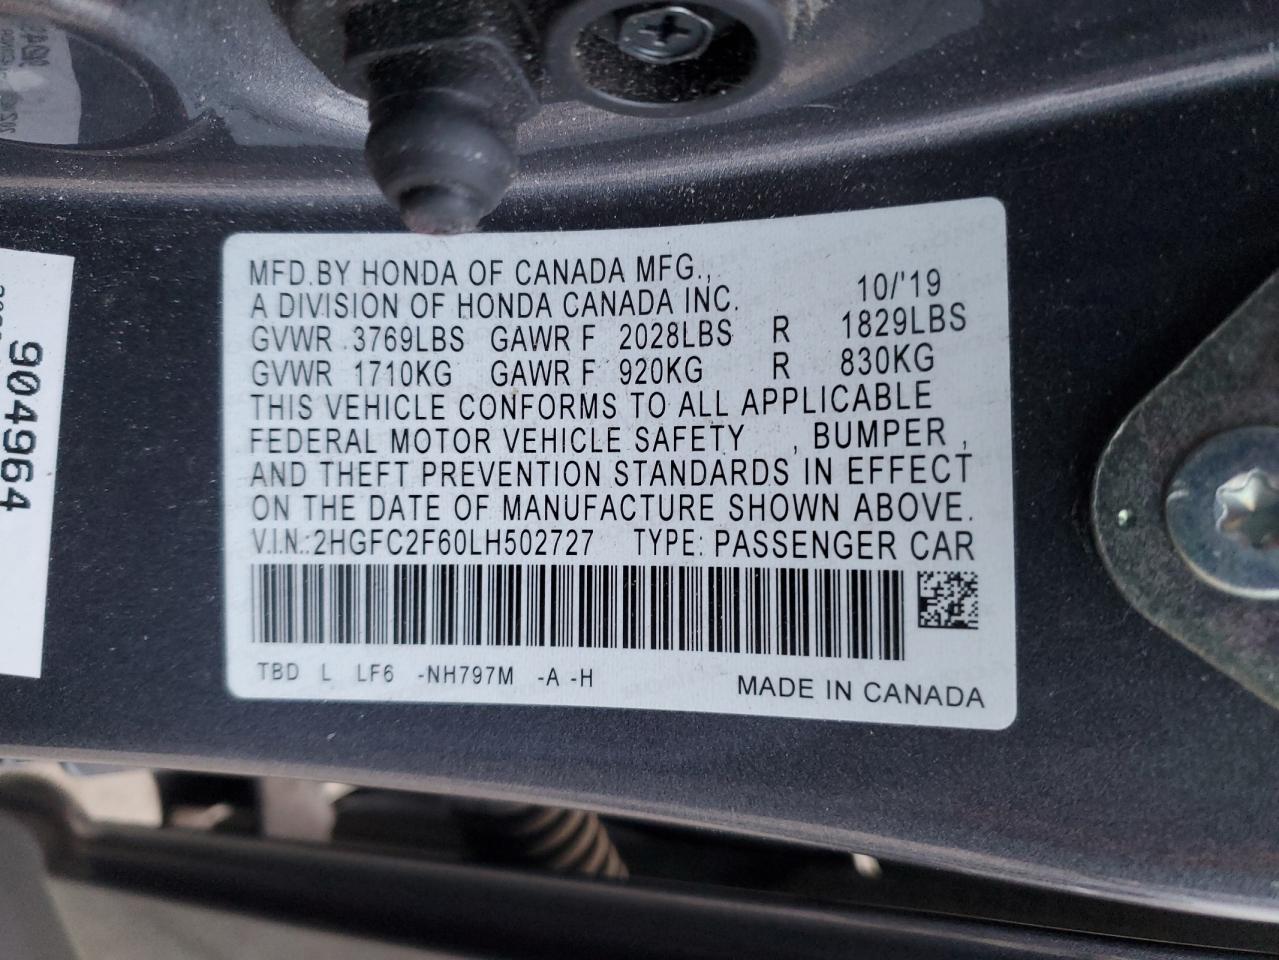 MFD.BY HONDA OF CANADA MFG.,
A DIVISION OF HONDA CANADA INC. 10/'19
GVWR 3769LBS GAWR F 2028LBS R 1829LBS
GVWR 1710KG GAWR F 920KG R 830KG
THIS VEHICLE CONFORMS TO ALL APPLICABLE
FEDERAL MOTOR VEHICLE SAFETY , BUMPER ,
AND THEFT PREVENTION STANDARDS IN EFFECT
ON THE DATE OF MANUFACTURE SHOWN ABOVE.
V.I.N.:2HGFC2F60LH502727 TYPE: PASSENGER CAR
TBD L LF6 -NH797M -A -H
MADE IN CANADA
904964